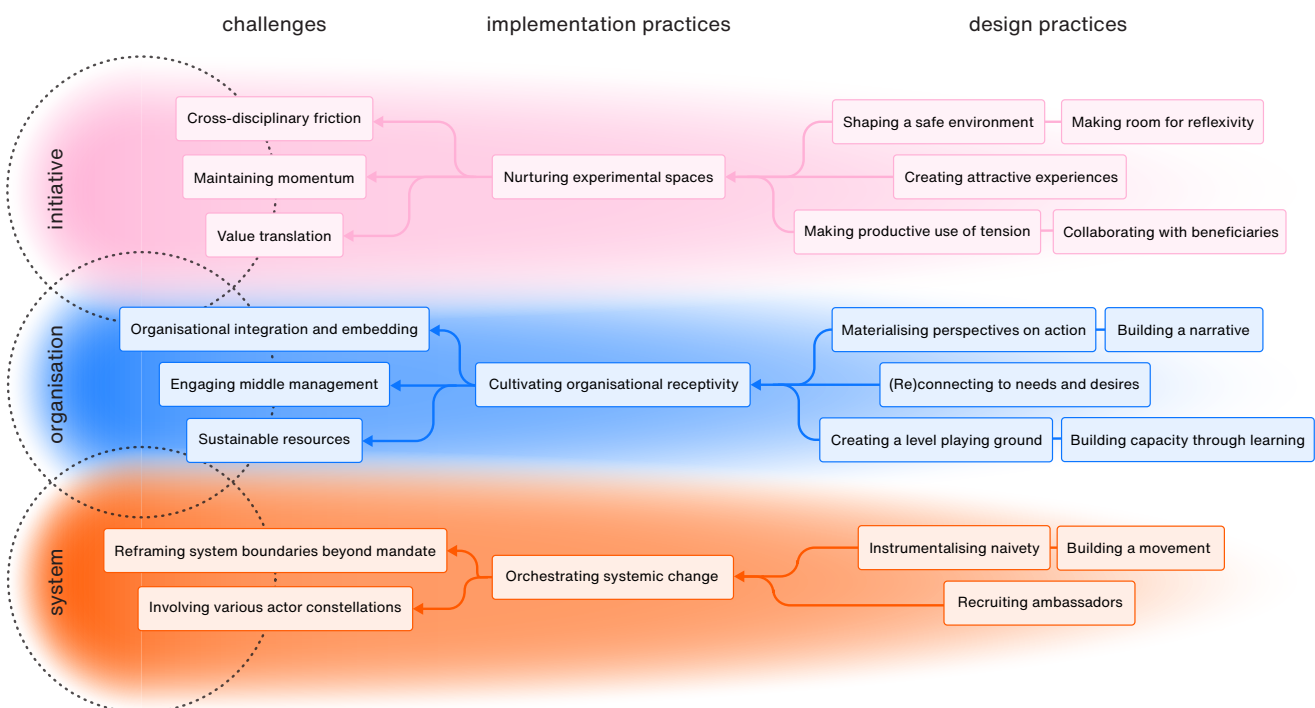 challenges
implementation practices
design practices
initiative
Cross-disciplinary friction
Maintaining momentum
Value translation
Nurturing experimental spaces
Shaping a safe environment
Making room for reflexivity
Creating attractive experiences
Making productive use of tension
Collaborating with beneficiaries
organisation
Organisational integration and embedding
Engaging middle management
Sustainable resources
Cultivating organisational receptivity
Materialising perspectives on action
Building a narrative
(Re)connecting to needs and desires
Creating a level playing ground
Building capacity through learning
system
Reframing system boundaries beyond mandate
Involving various actor constellations
Orchestrating systemic change
Instrumentalising naivety
Building a movement
Recruiting ambassadors